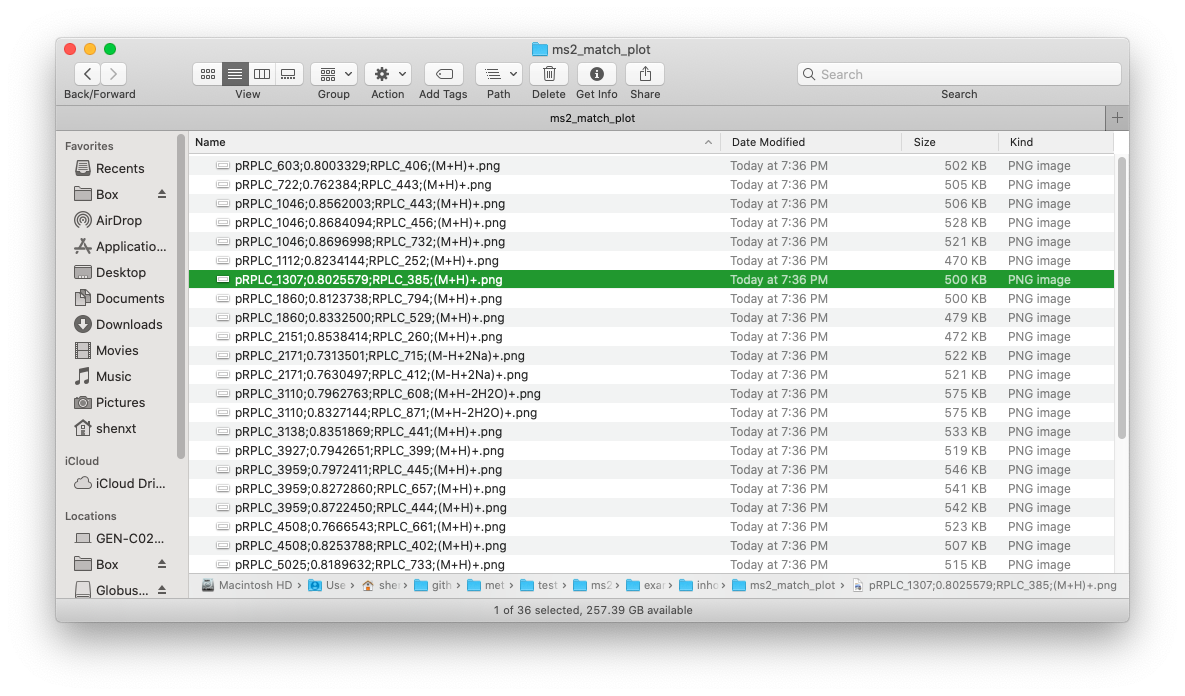 ms2_match_plot
Back/Forward View Group Action Add Tags Path Delete Get Info Share Search
Search
ms2_match_plot
Favorites
Recents
Box
AirDrop
Applicatio...
Desktop
Documents
Downloads
Movies
Music
Pictures
shenxt
iCloud
iCloud Dri...
Locations
GEN-C02...
Box
Globus...
Name Date Modified Size Kind
pRPLC_603;0.8003329;RPLC_406;(M+H)+.png Today at 7:36 PM 502 KB PNG image
pRPLC_722;0.762384;RPLC_443;(M+H)+.png Today at 7:36 PM 505 KB PNG image
pRPLC_1046;0.8562003;RPLC_443;(M+H)+.png Today at 7:36 PM 506 KB PNG image
pRPLC_1046;0.8684094;RPLC_456;(M+H)+.png Today at 7:36 PM 528 KB PNG image
pRPLC_1046;0.8696998;RPLC_732;(M+H)+.png Today at 7:36 PM 521 KB PNG image
pRPLC_1112;0.8234144;RPLC_252;(M+H)+.png Today at 7:36 PM 470 KB PNG image
pRPLC_1307;0.8025579;RPLC_385;(M+H)+.png Today at 7:36 PM 500 KB PNG image
pRPLC_1860;0.8123738;RPLC_794;(M+H)+.png Today at 7:36 PM 500 KB PNG image
pRPLC_1860;0.8332500;RPLC_529;(M+H)+.png Today at 7:36 PM 479 KB PNG image
pRPLC_2151;0.8538414;RPLC_260;(M+H)+.png Today at 7:36 PM 472 KB PNG image
pRPLC_2171;0.7313501;RPLC_715;(M-H+2Na)+.png Today at 7:36 PM 522 KB PNG image
pRPLC_2171;0.7630497;RPLC_412;(M-H+2Na)+.png Today at 7:36 PM 521 KB PNG image
pRPLC_3110;0.7962763;RPLC_608;(M+H-2H2O)+.png Today at 7:36 PM 575 KB PNG image
pRPLC_3110;0.8327144;RPLC_871;(M+H-2H2O)+.png Today at 7:36 PM 575 KB PNG image
pRPLC_3138;0.8351869;RPLC_441;(M+H)+.png Today at 7:36 PM 533 KB PNG image
pRPLC_3927;0.7942651;RPLC_399;(M+H)+.png Today at 7:36 PM 519 KB PNG image
pRPLC_3959;0.7972411;RPLC_445;(M+H)+.png Today at 7:36 PM 546 KB PNG image
pRPLC_3959;0.8272860;RPLC_657;(M+H)+.png Today at 7:36 PM 541 KB PNG image
pRPLC_3959;0.8722450;RPLC_444;(M+H)+.png Today at 7:36 PM 542 KB PNG image
pRPLC_4508;0.7666543;RPLC_661;(M+H)+.png Today at 7:36 PM 523 KB PNG image
pRPLC_4508;0.8253788;RPLC_402;(M+H)+.png Today at 7:36 PM 507 KB PNG image
pRPLC_5025;0.8189632;RPLC_733;(M+H)+.png Today at 7:36 PM 515 KB PNG image
Macintosh HD › Use › she › gith › met › test › ms2 › exa › inho › ms2_match_plot › pRPLC_1307;0.8025579;RPLC_385;(M+H)+.png
1 of 36 selected, 257.39 GB available